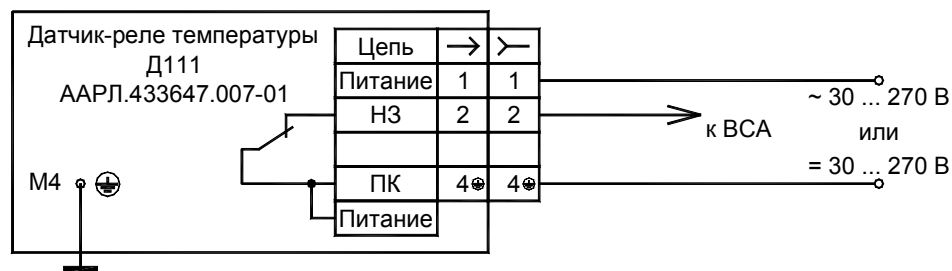 Датчик-реле температуры
Д111
ААРЛ.433647.007-01
Цепь
Питание 1 1
НЗ 2 2
ПК 4 4
Питание
М4
к ВСА
~ 30 ... 270 В
или
= 30 ... 270 В